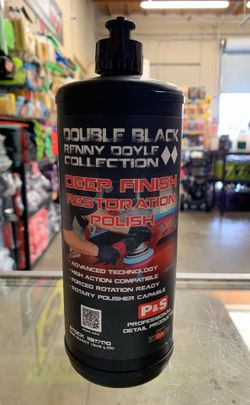 DOUBLE BLACK
RENNY DOYLE
COLLECTION
DEEP FINISH
RESTORATION
POLISH
ADVANCED TECHNOLOGY
HIGH ACTION COMPATIBLE
FORCED ROTATION READY
ROTARY POLISHER CAPABLE
P&S
PROFESSIONAL
DETAIL PRODUCTS